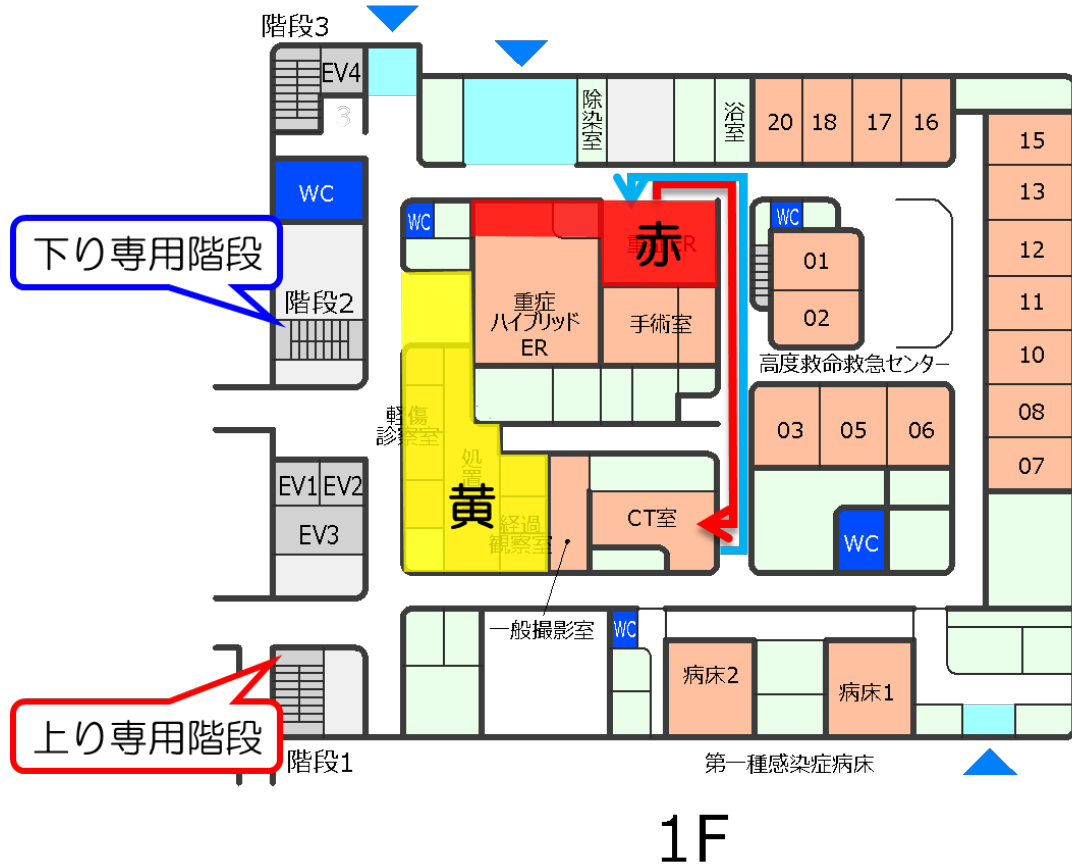 階段3
EV4
3
除染室
浴室
20
18
17
16
15
WC
13
WC
重症ER
赤
WC
下り専用階段
01
12
階段2
重症
ハイブリッド
ER
手術室
02
11
高度救命救急センター
10
軽傷
診察室
03
05
06
08
処置
07
EV1
EV2
黄
CT室
EV3
経過
観察室
WC
一般撮影室
WC
病床2
病床1
上り専用階段
階段1
第一種感染症病床
1F